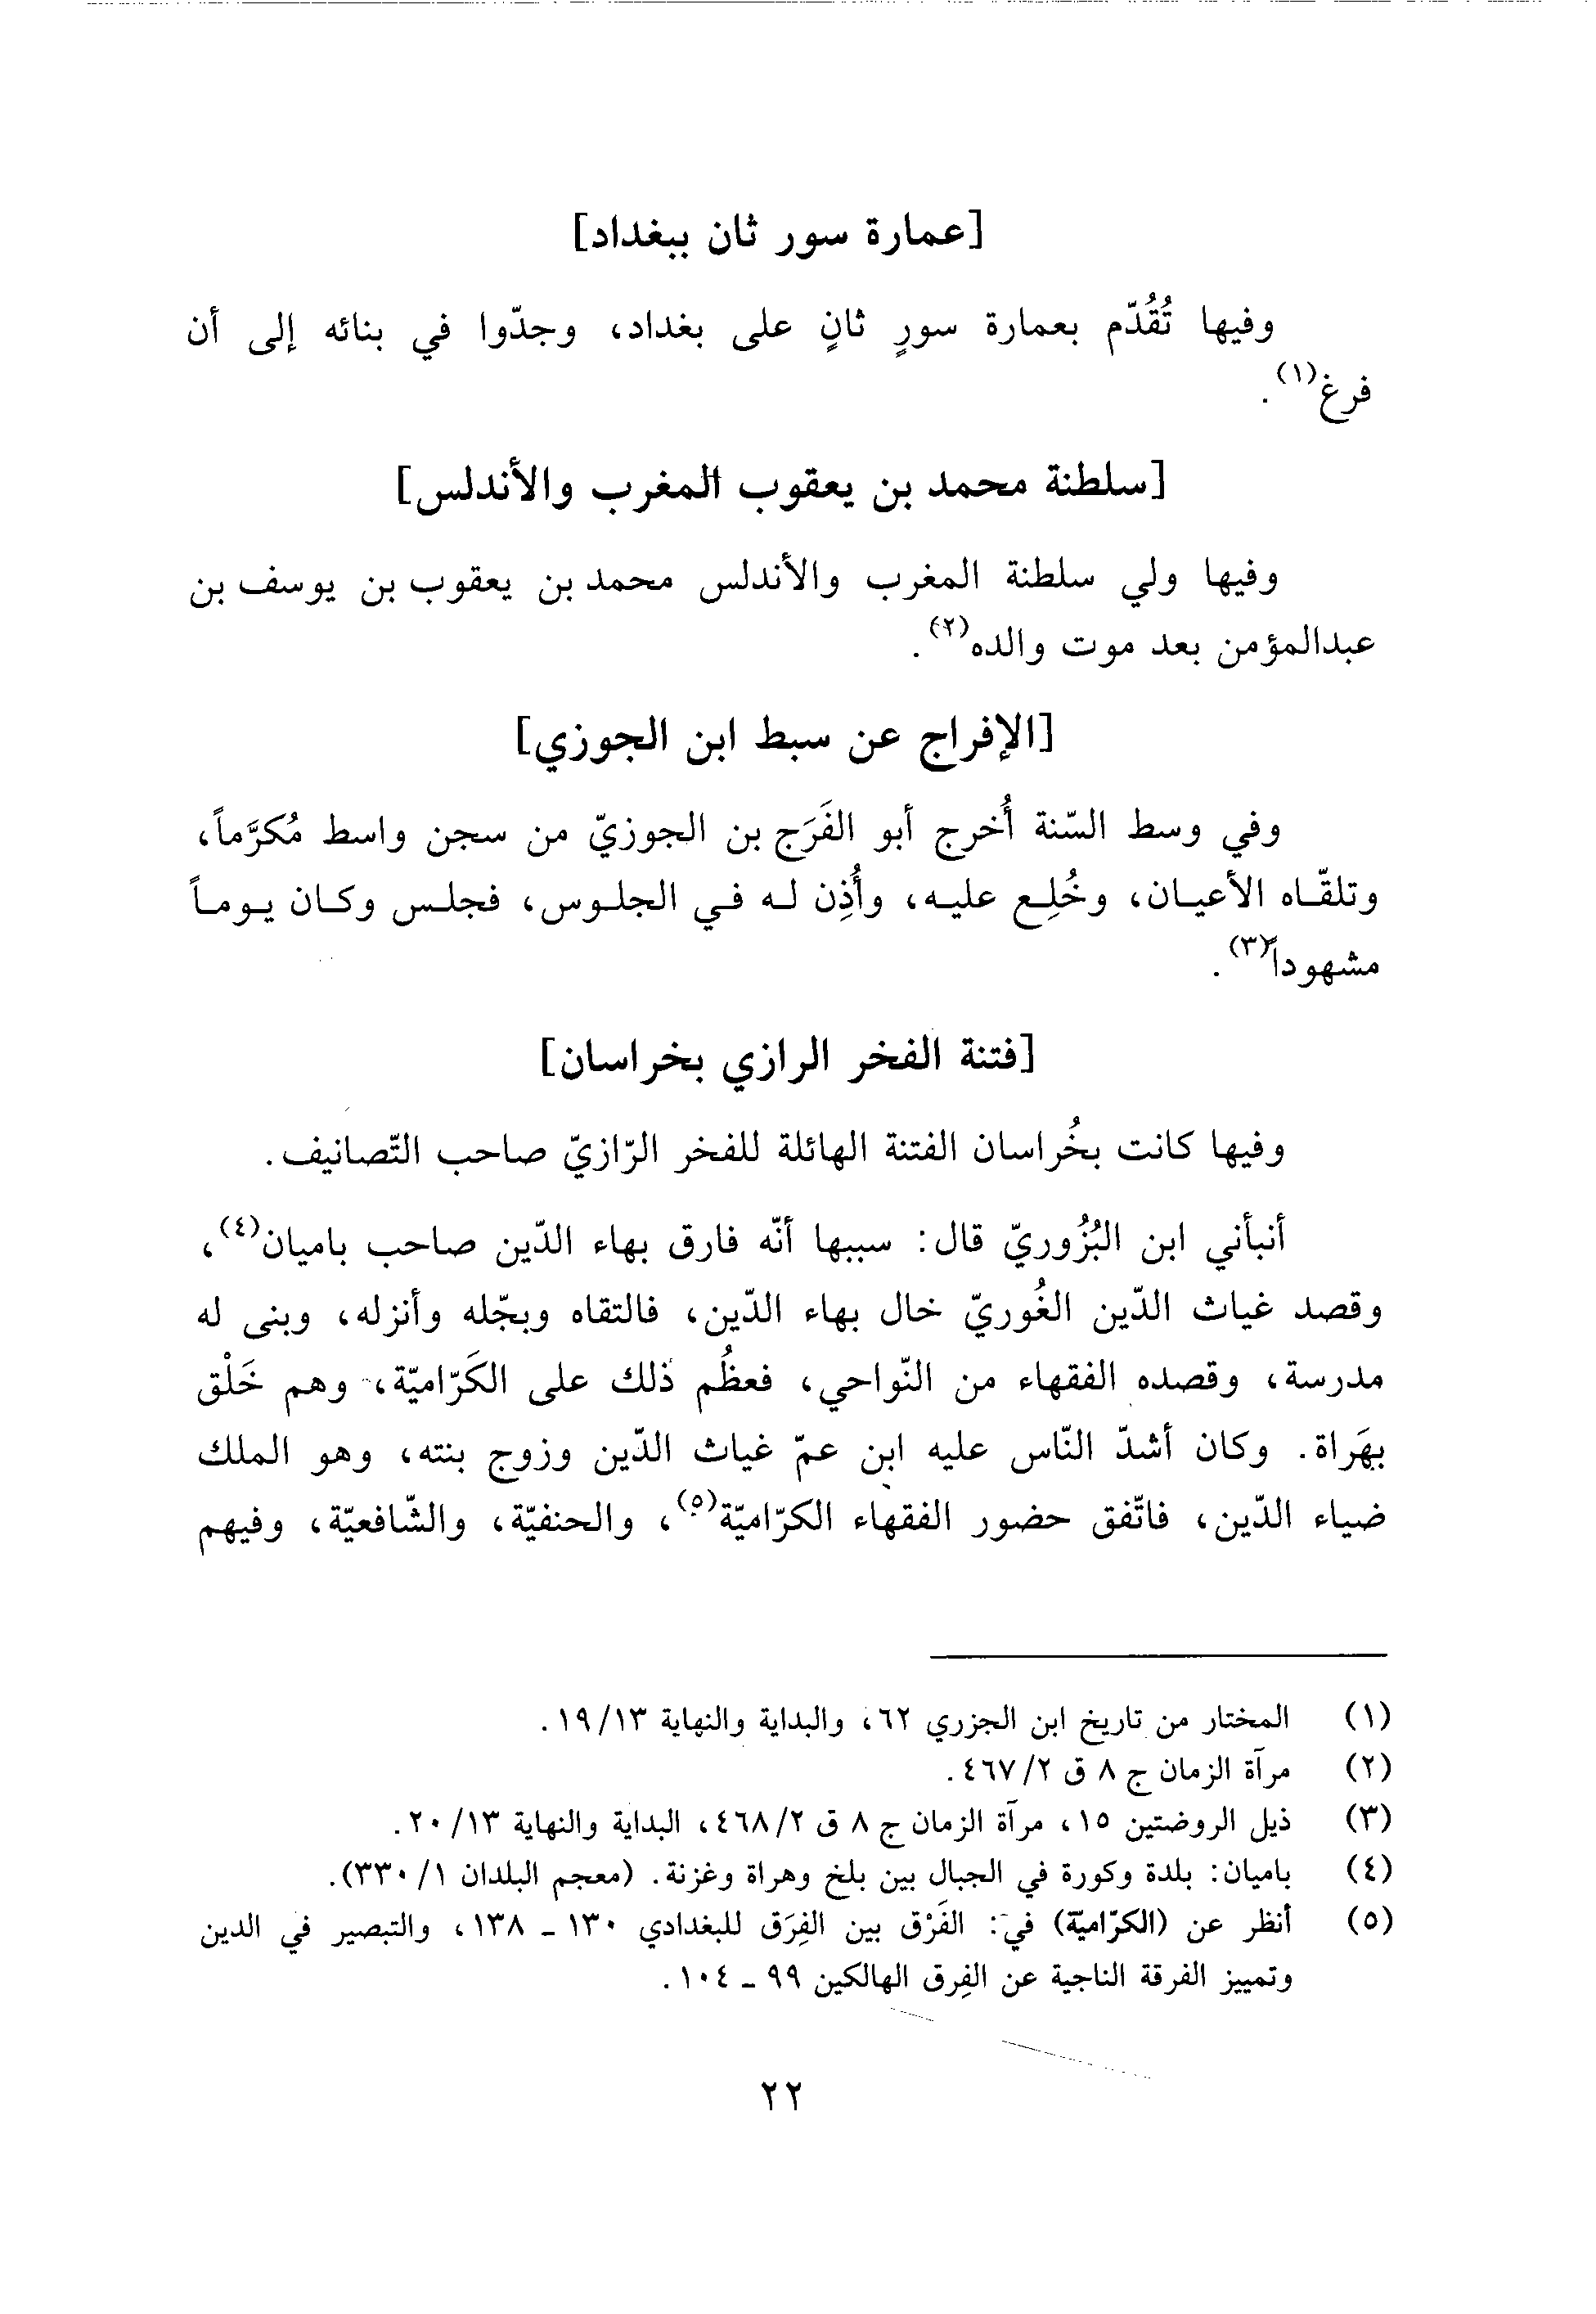 [عمارة سور ثان ببغداد]
وفيها تُقُدّم بعمارة سورٍ ثانٍ على بغداد، وجدّوا في بنائه إلى أن
فرغ(١).
[سلطنة محمد بن يعقوب المغرب والأندلس]
وفيها ولي سلطنة المغرب والأندلس محمد بن يعقوب بن يوسف بن
عبدالمؤمن بعد موت والده(٢).
[الإفراج عن سبط ابن الجوزي]
وفي وسط السّنة أُخرج أبو الفَرَج بن الجوزيّ من سجن واسط مُكرَّماً،
وتلقّاه الأعيان، وخُلِع عليه، وأُذِن له في الجلوس، فجلس وكان يوماً
مشهوداً(٣).
[فتنة الفخر الرازي بخراسان]
وفيها كانت بخُراسان الفتنة الهائلة للفخر الرّازيّ صاحب التّصانيف.
أنبأني ابن البُزُوريّ قال: سببها أنّه فارق بهاء الدّين صاحب باميان(٤)،
وقصد غياث الدّين الغُوريّ خال بهاء الدّين، فالتقاه وبجّله وأنزله، وبنى له
مدرسة، وقصده الفقهاء من النّواحي، فعظُم ذلك على الكَرّاميّة، وهم خَلْق
بهَراة. وكان أشدّ النّاس عليه ابن عمّ غياث الدّين وزوج بنته، وهو الملك
ضياء الدّين، فاتّفق حضور الفقهاء الكرّاميّة(٥)، والحنفيّة، والشّافعيّة، وفيهم
(١) المختار من تاريخ ابن الجزري ٦٢، والبداية والنهاية ١٩/١٣.
(٢) مرآة الزمان ج ٨ ق ٤٦٧/٢.
(٣) ذيل الروضتين ١٥، مرآة الزمان ج ٨ ق ٤٦٨/٢، البداية والنهاية ٢٠/١٣.
(٤) باميان: بلدة وكورة في الجبال بين بلخ وهراة وغزنة. (معجم البلدان ٣٣٠/١).
(٥) أنظر عن (الكرّاميّة) في: الفَرْق بين الفِرَق للبغدادي ١٣٠ ـ ١٣٨، والتبصير في الدين
وتمييز الفرقة الناجية عن الفِرق الهالكين ٩٩ ـ ١٠٤.
٢٢